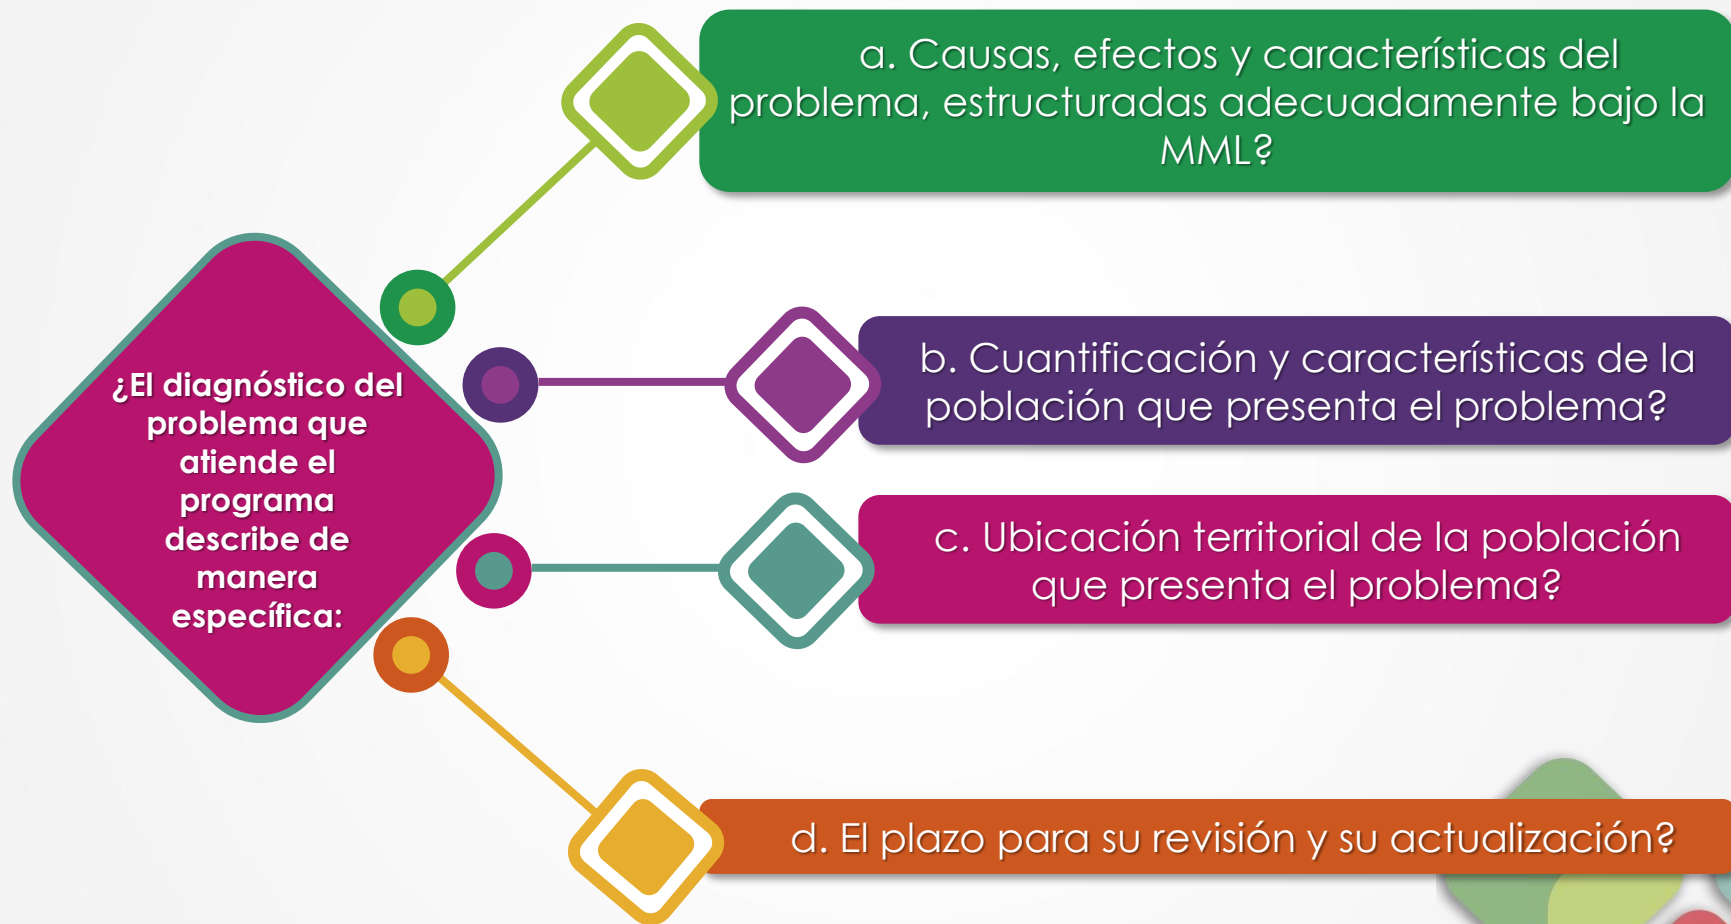 ¿El diagnóstico del
problema que
atiende el
programa
describe de
manera
específica:
a. Causas, efectos y características del
problema, estructuradas adecuadamente bajo la
MML?
b. Cuantificación y características de la
población que presenta el problema?
c. Ubicación territorial de la población
que presenta el problema?
d. El plazo para su revisión y su actualización?